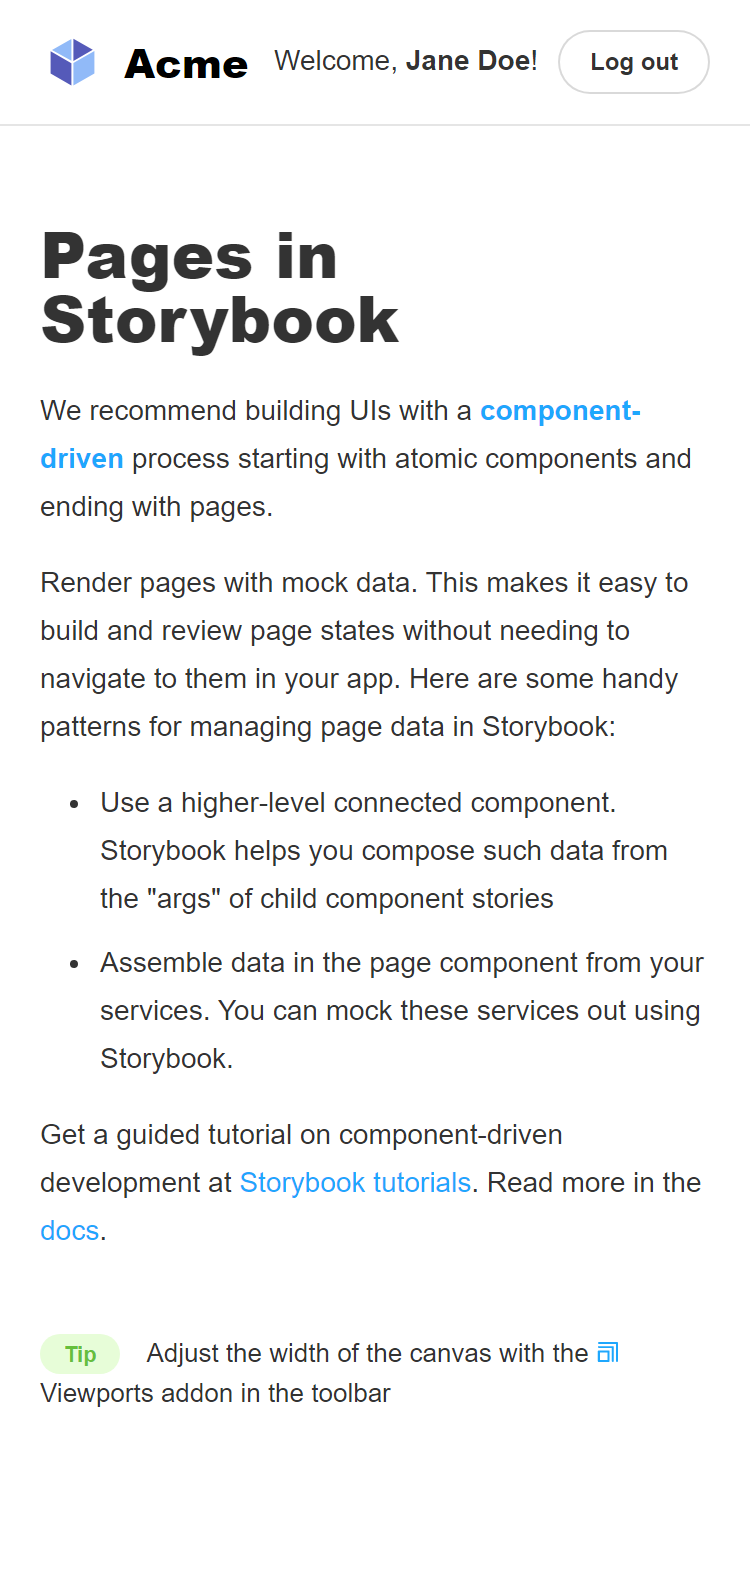 Acme Welcome, Jane Doe! Log out
Pages in
Storybook
We recommend building UIs with a component-
driven process starting with atomic components and
ending with pages.
Render pages with mock data. This makes it easy to
build and review page states without needing to
navigate to them in your app. Here are some handy
patterns for managing page data in Storybook:
• Use a higher-level connected component.
Storybook helps you compose such data from
the "args" of child component stories
• Assemble data in the page component from your
services. You can mock these services out using
Storybook.
Get a guided tutorial on component-driven
development at Storybook tutorials. Read more in the
docs.
Tip Adjust the width of the canvas with the
Viewports addon in the toolbar